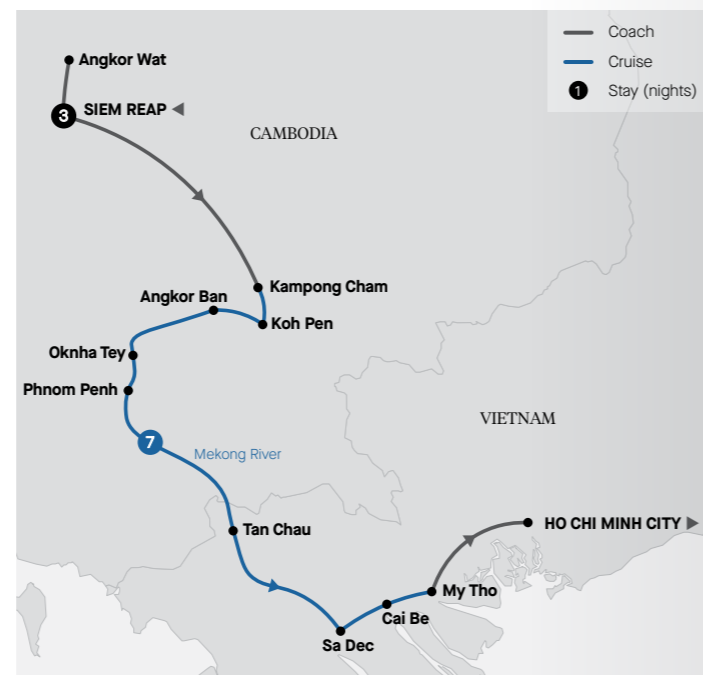 Coach
Cruise
1 Stay (nights)
Angkor Wat
3 SIEM REAP
CAMBODIA
Kampong Cham
Angkor Ban
Koh Pen
Oknha Tey
Phnom Penh
VIETNAM
7
Mekong River
Tan Chau
HO CHI MINH CITY
My Tho
Cai Be
Sa Dec